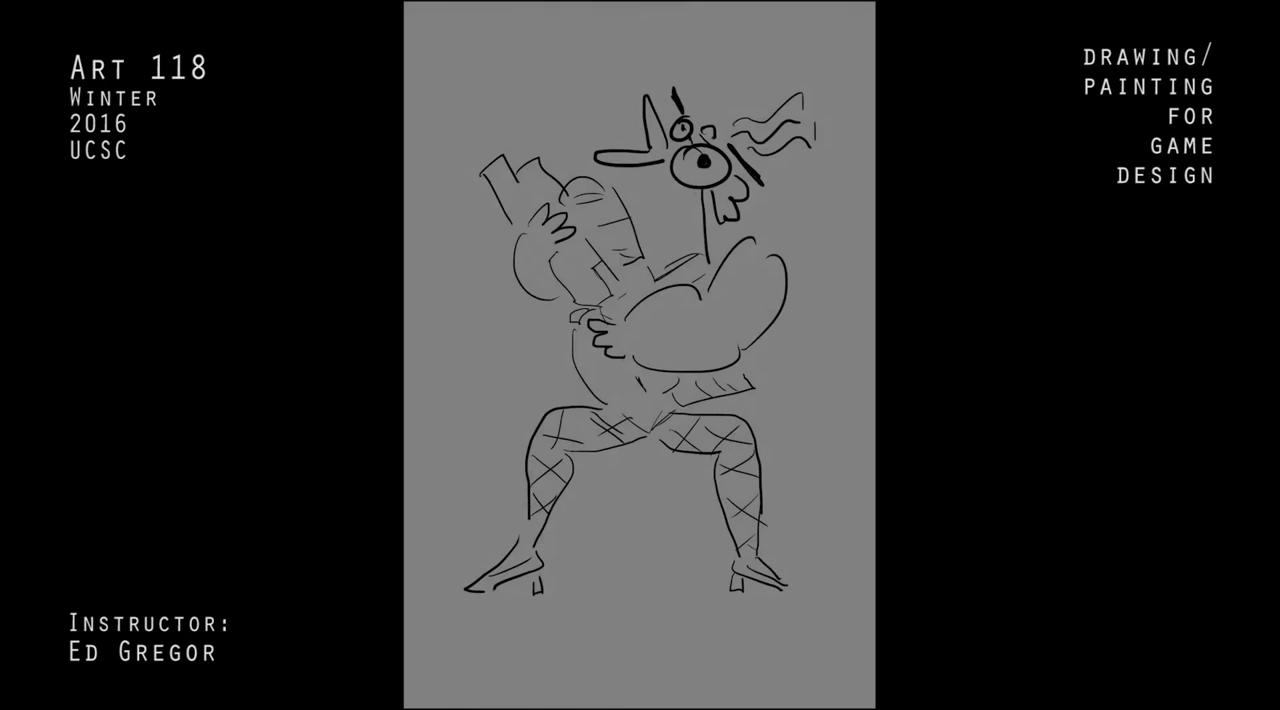 Art 118
Winter
2016
UCSC
Drawing/
Painting
for
Game
Design
Instructor:
Ed Gregor